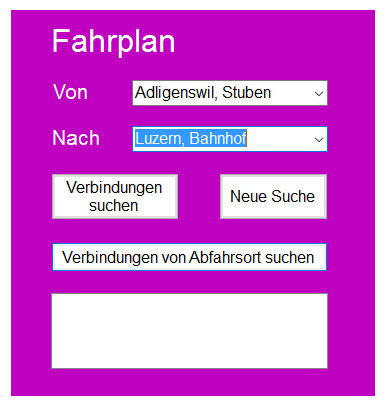 Fahrplan
Von
Adligenswil, Stuben
Nach
Luzern, Bahnhof
Verbindungen
suchen
Neue Suche
Verbindungen von Abfahrsort suchen